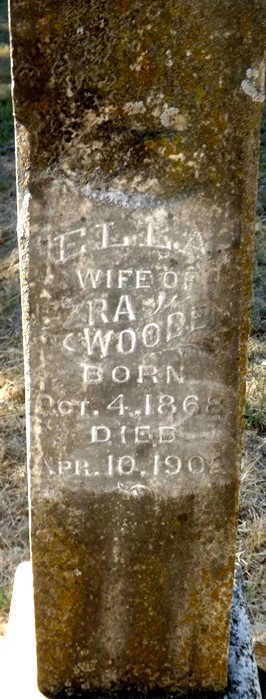 ELLA
WIFE OF
BORN
OCT. 4, 1868
DIED
APR. 10, 1902